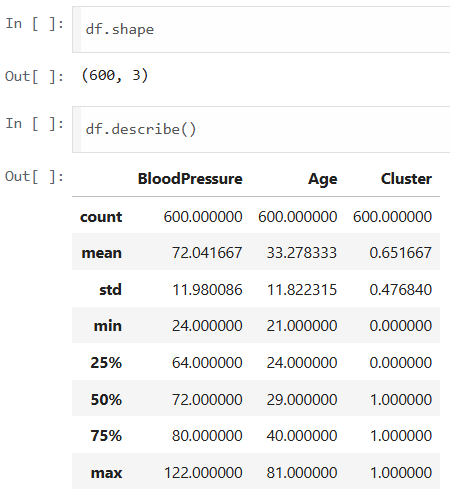 In [ ]: df.shape
Out[ ]: (600, 3)
In [ ]: df.describe()
Out[ ]:
BloodPressure Age Cluster
count 600.000000 600.000000 600.000000
mean 72.041667 33.278333 0.651667
std 11.980086 11.822315 0.476840
min 24.000000 21.000000 0.000000
25% 64.000000 24.000000 0.000000
50% 72.000000 29.000000 1.000000
75% 80.000000 40.000000 1.000000
max 122.000000 81.000000 1.000000